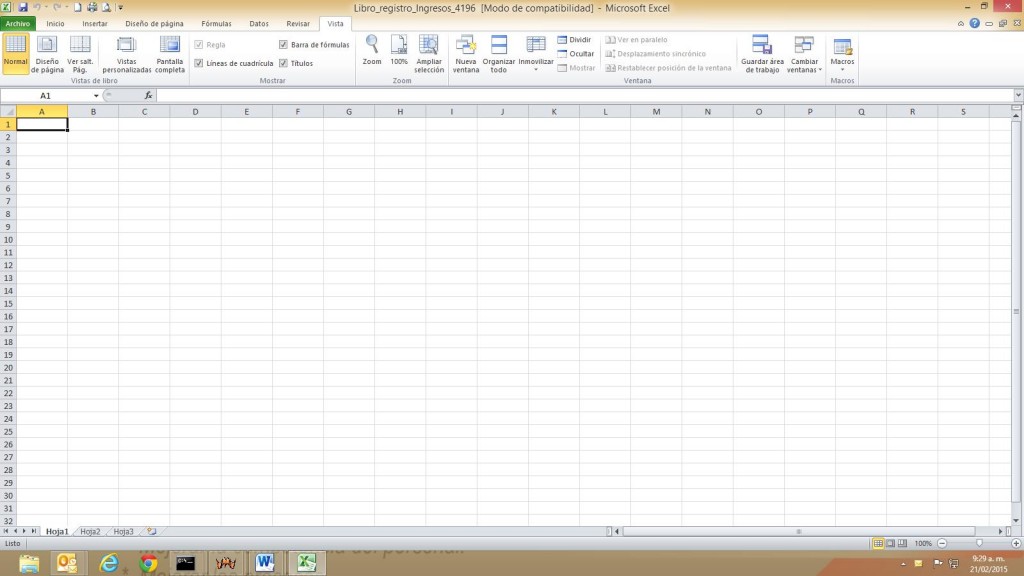 Libro_registro_Ingresos_4196 [Modo de compatibilidad] - Microsoft Excel
Archivo Inicio Insertar Diseño de página Fórmulas Datos Revisar Vista
Normal Diseño de página Ver salt. Pág. Vistas personalizadas Pantalla completa
Vistas de libro
Regla Barra de fórmulas
Líneas de cuadrícula Títulos
Mostrar
Zoom 100% Ampliar selección
Zoom
Nueva ventana Organizar todo Inmovilizar
Dividir
Ocultar
Mostrar
Ver en paralelo
Desplazamiento sincrónico
Restablecer posición de la ventana
Guardar área de trabajo Cambiar ventanas
Ventana
Macros
Macros
A1 fx
A B C D E F G H I J K L M N O P Q R S
1
2
3
4
5
6
7
8
9
10
11
12
13
14
15
16
17
18
19
20
21
22
23
24
25
26
27
28
29
30
31
32
Hoja1 Hoja2 Hoja3
Listo 100%
del personal.
9:29 a. m.
21/02/2015